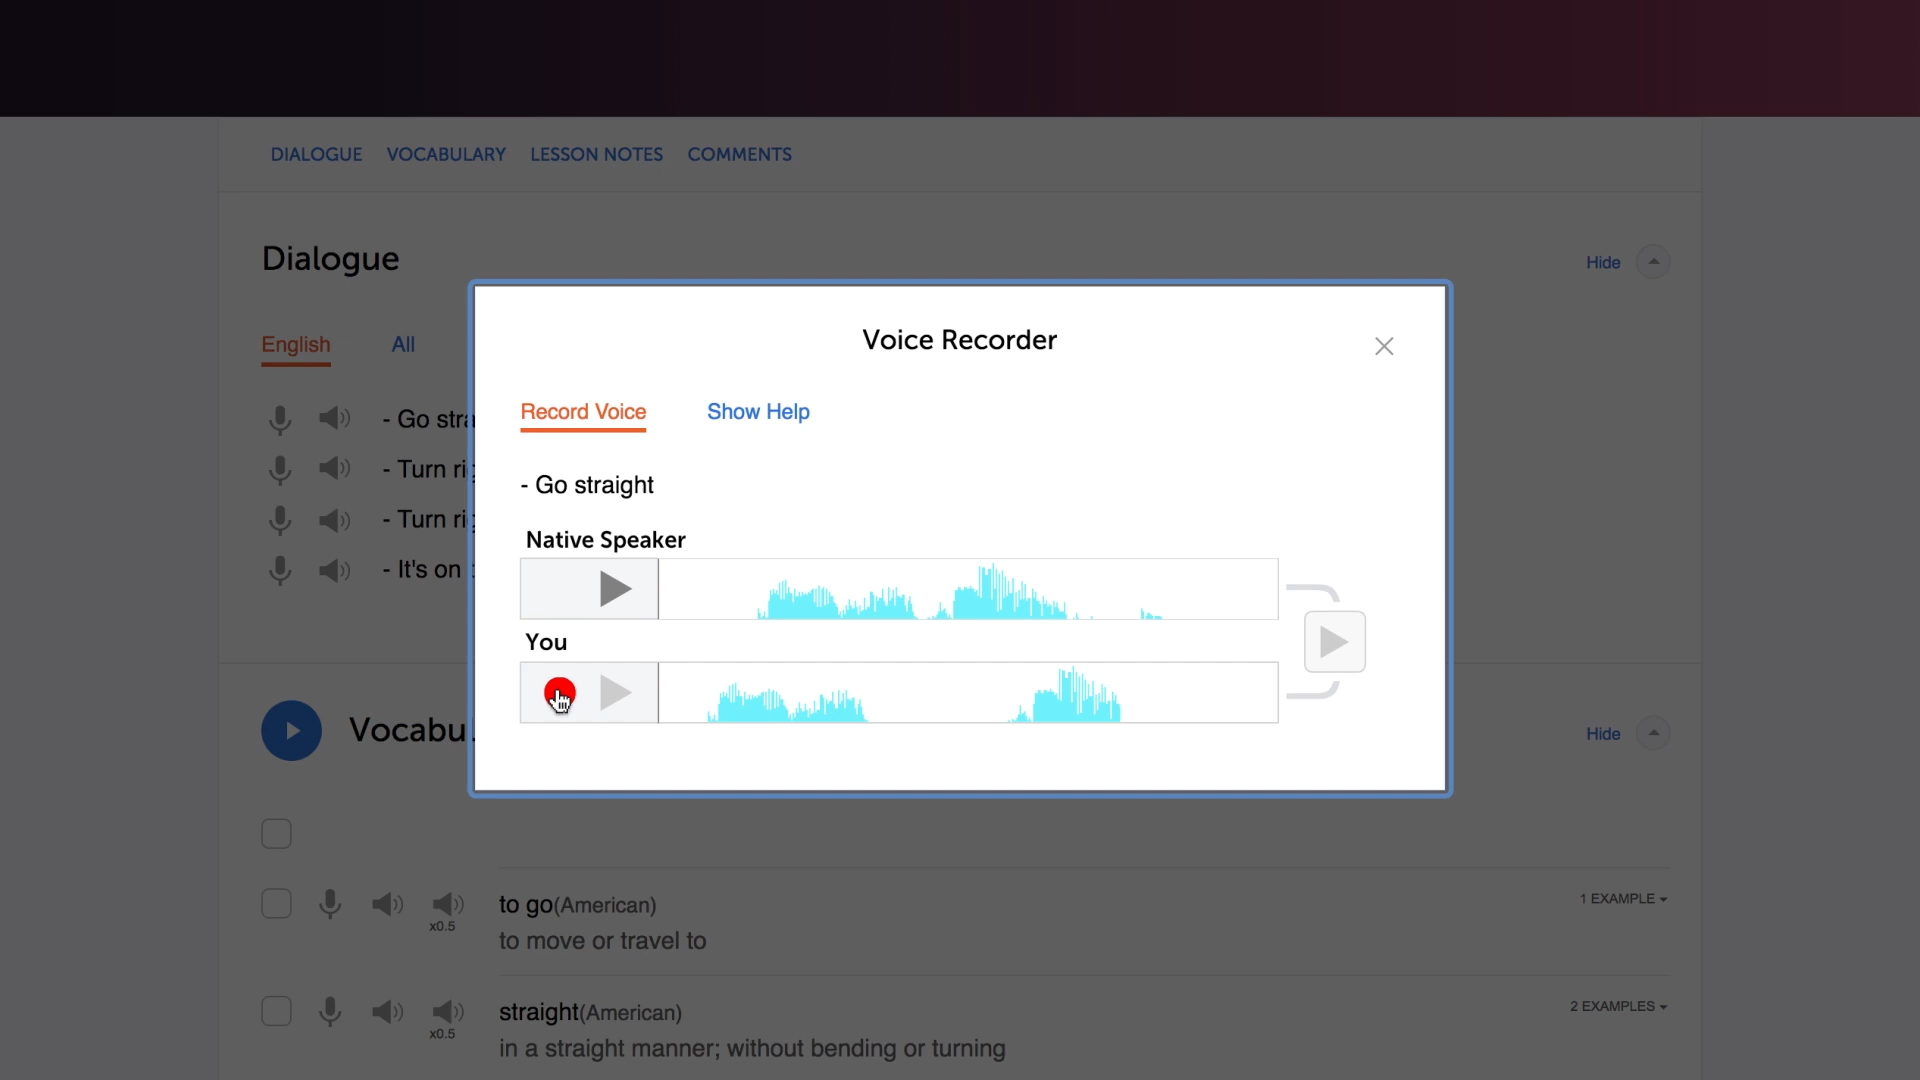 DIALOGUE VOCABULARY LESSON NOTES COMMENTS
Dialogue
Hide
English All
- Go stra
- Turn ri
- Turn ri
- It's on
Voice Recorder
Record Voice Show Help
- Go straight
Native Speaker
You
Vocabu
Hide
to go(American)
1 EXAMPLE
x0.5
to move or travel to
straight(American)
2 EXAMPLES
x0.5
in a straight manner; without bending or turning